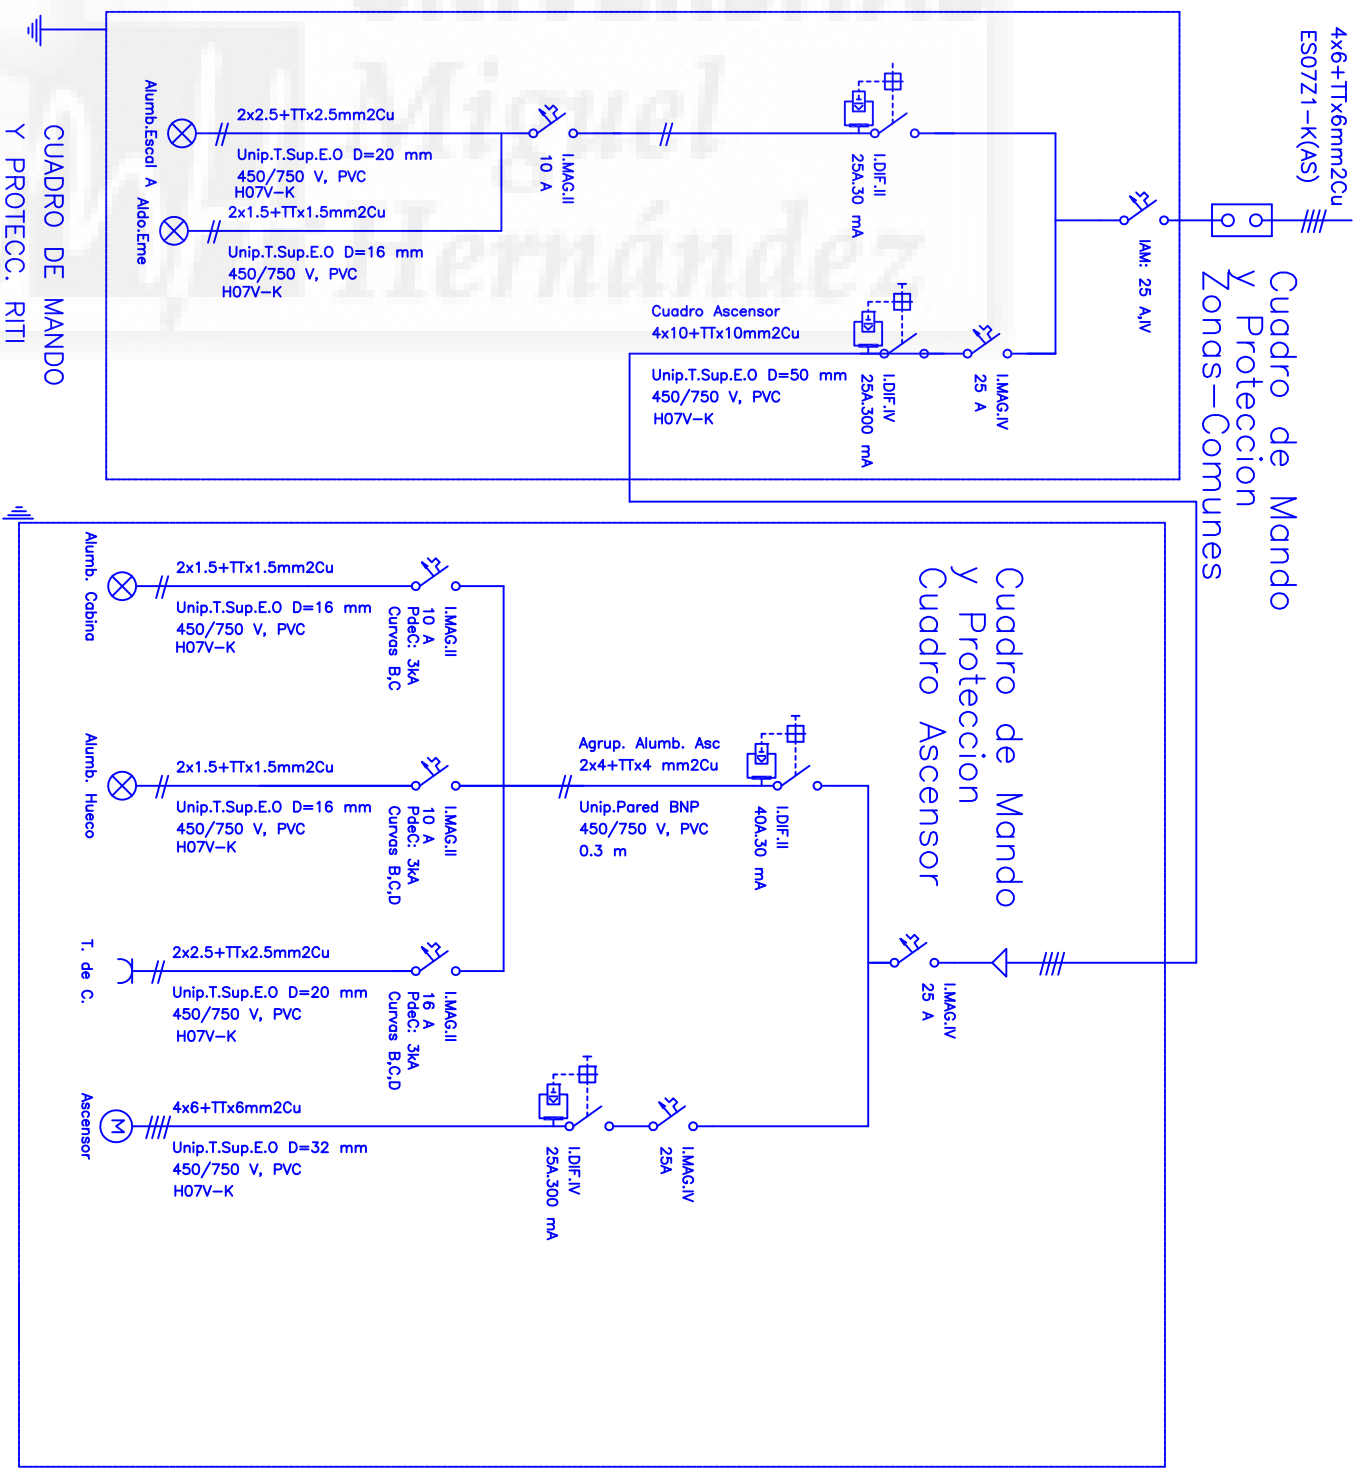 4x6+TTx6mm2Cu
ES07Z1-K(AS)
Cuadro de Mando
y Proteccion
Zonas-Comunes
IAM: 25 A,IV
I.DIF.II
25A.30 mA
I.MAG.II
10 A
2x2.5+TTx2.5mm2Cu
Unip.T.Sup.E.O D=20 mm
450/750 V, PVC
H07V-K
Alumb.Escal A
2x1.5+TTx1.5mm2Cu
Unip.T.Sup.E.O D=16 mm
450/750 V, PVC
H07V-K
Aldo.Eme
I.MAG.IV
25 A
I.DIF.IV
25A.300 mA
Cuadro Ascensor
4x10+TTx10mm2Cu
Unip.T.Sup.E.O D=50 mm
450/750 V, PVC
H07V-K
CUADRO DE MANDO
Y PROTECC. RITI
Miguel
Hernández
Cuadro de Mando
y Proteccion
Cuadro Ascensor
I.MAG.IV
25 A
I.DIF.II
40A.30 mA
Agrup. Alumb. Asc
2x4+TTx4 mm2Cu
Unip.Pared BNP
450/750 V, PVC
0.3 m
I.MAG.II
10 A
PdeC: 3kA
Curvas B,C
2x1.5+TTx1.5mm2Cu
Unip.T.Sup.E.O D=16 mm
450/750 V, PVC
H07V-K
Alumb. Cabina
I.MAG.II
10 A
PdeC: 3kA
Curvas B,C,D
2x1.5+TTx1.5mm2Cu
Unip.T.Sup.E.O D=16 mm
450/750 V, PVC
H07V-K
Alumb. Hueco
I.MAG.II
16 A
PdeC: 3kA
Curvas B,C,D
2x2.5+TTx2.5mm2Cu
Unip.T.Sup.E.O D=20 mm
450/750 V, PVC
H07V-K
T. de C.
I.MAG.IV
25A
I.DIF.IV
25A.300 mA
4x6+TTx6mm2Cu
Unip.T.Sup.E.O D=32 mm
450/750 V, PVC
H07V-K
M
Ascensor